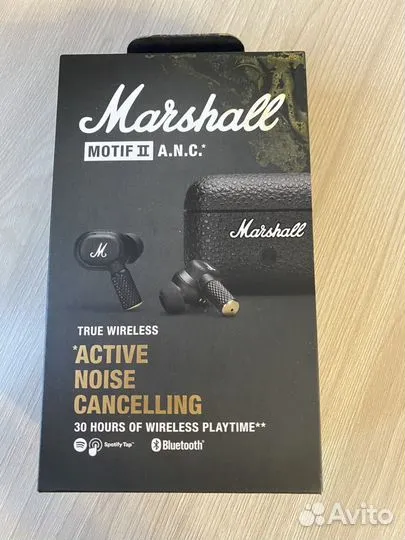 Marshall
MOTIF II A.N.C.*
Marshall
M
TRUE WIRELESS
*ACTIVE
NOISE
CANCELLING
30 HOURS OF WIRELESS PLAYTIME**
Spotify Tap™ Bluetooth®
Avito